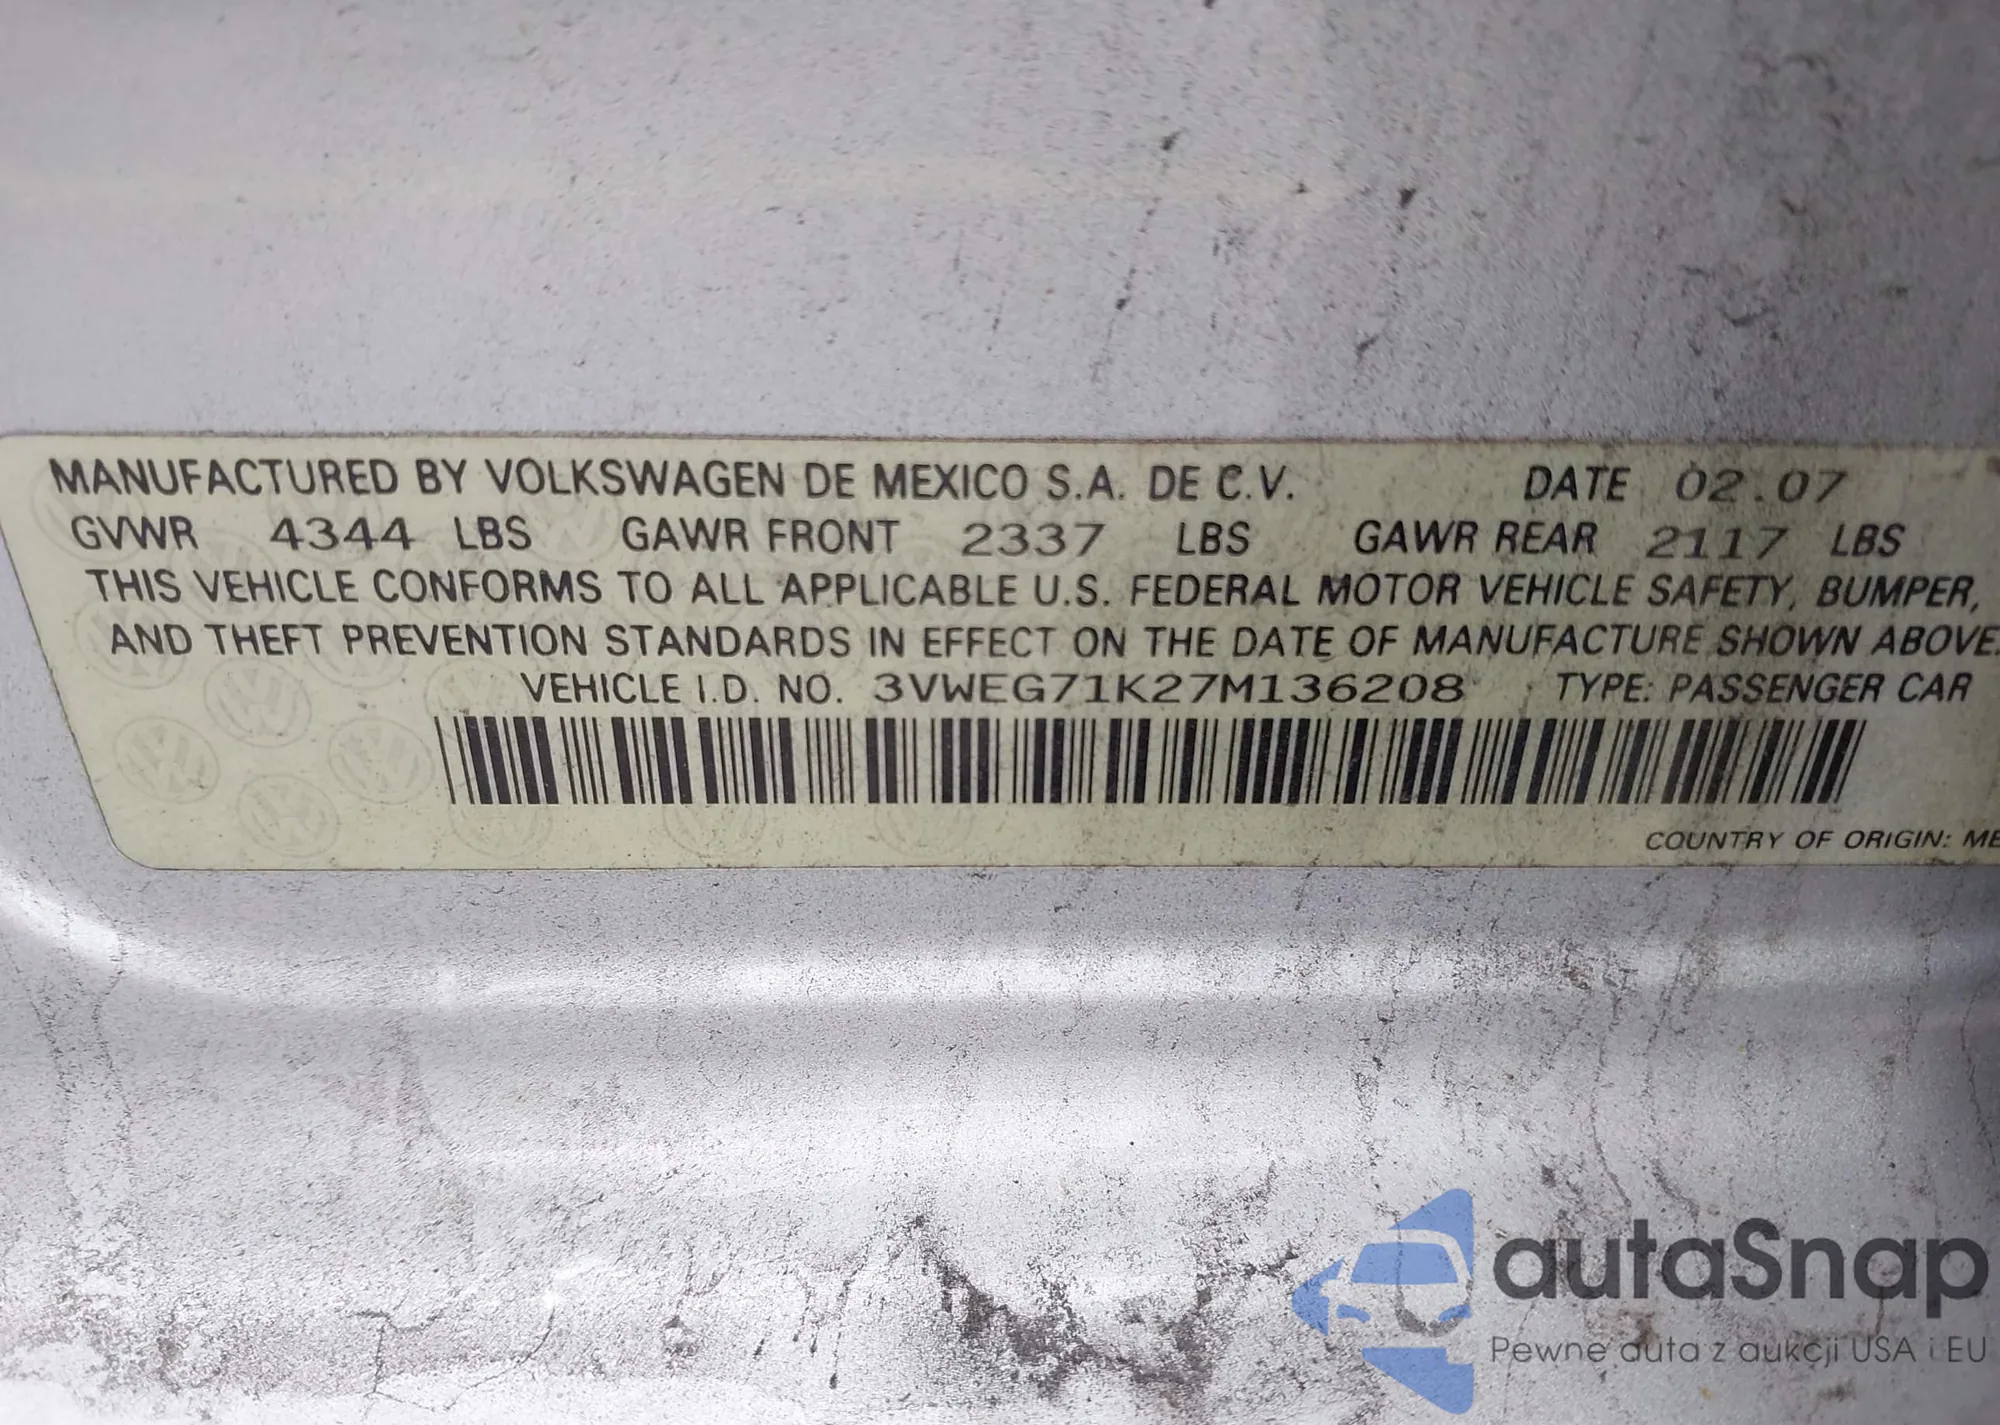 MANUFACTURED BY VOLKSWAGEN DE MEXICO S.A. DE C.V. DATE 02.07
GVWR 4344 LBS GAWR FRONT 2337 LBS GAWR REAR 2117 LBS
THIS VEHICLE CONFORMS TO ALL APPLICABLE U.S. FEDERAL MOTOR VEHICLE SAFETY, BUMPER,
AND THEFT PREVENTION STANDARDS IN EFFECT ON THE DATE OF MANUFACTURE SHOWN ABOVE.
VEHICLE I.D. NO. 3VWEG71K27M136208 TYPE: PASSENGER CAR
COUNTRY OF ORIGIN: ME
autaSnap
Pewne auta z aukcji USA i EU